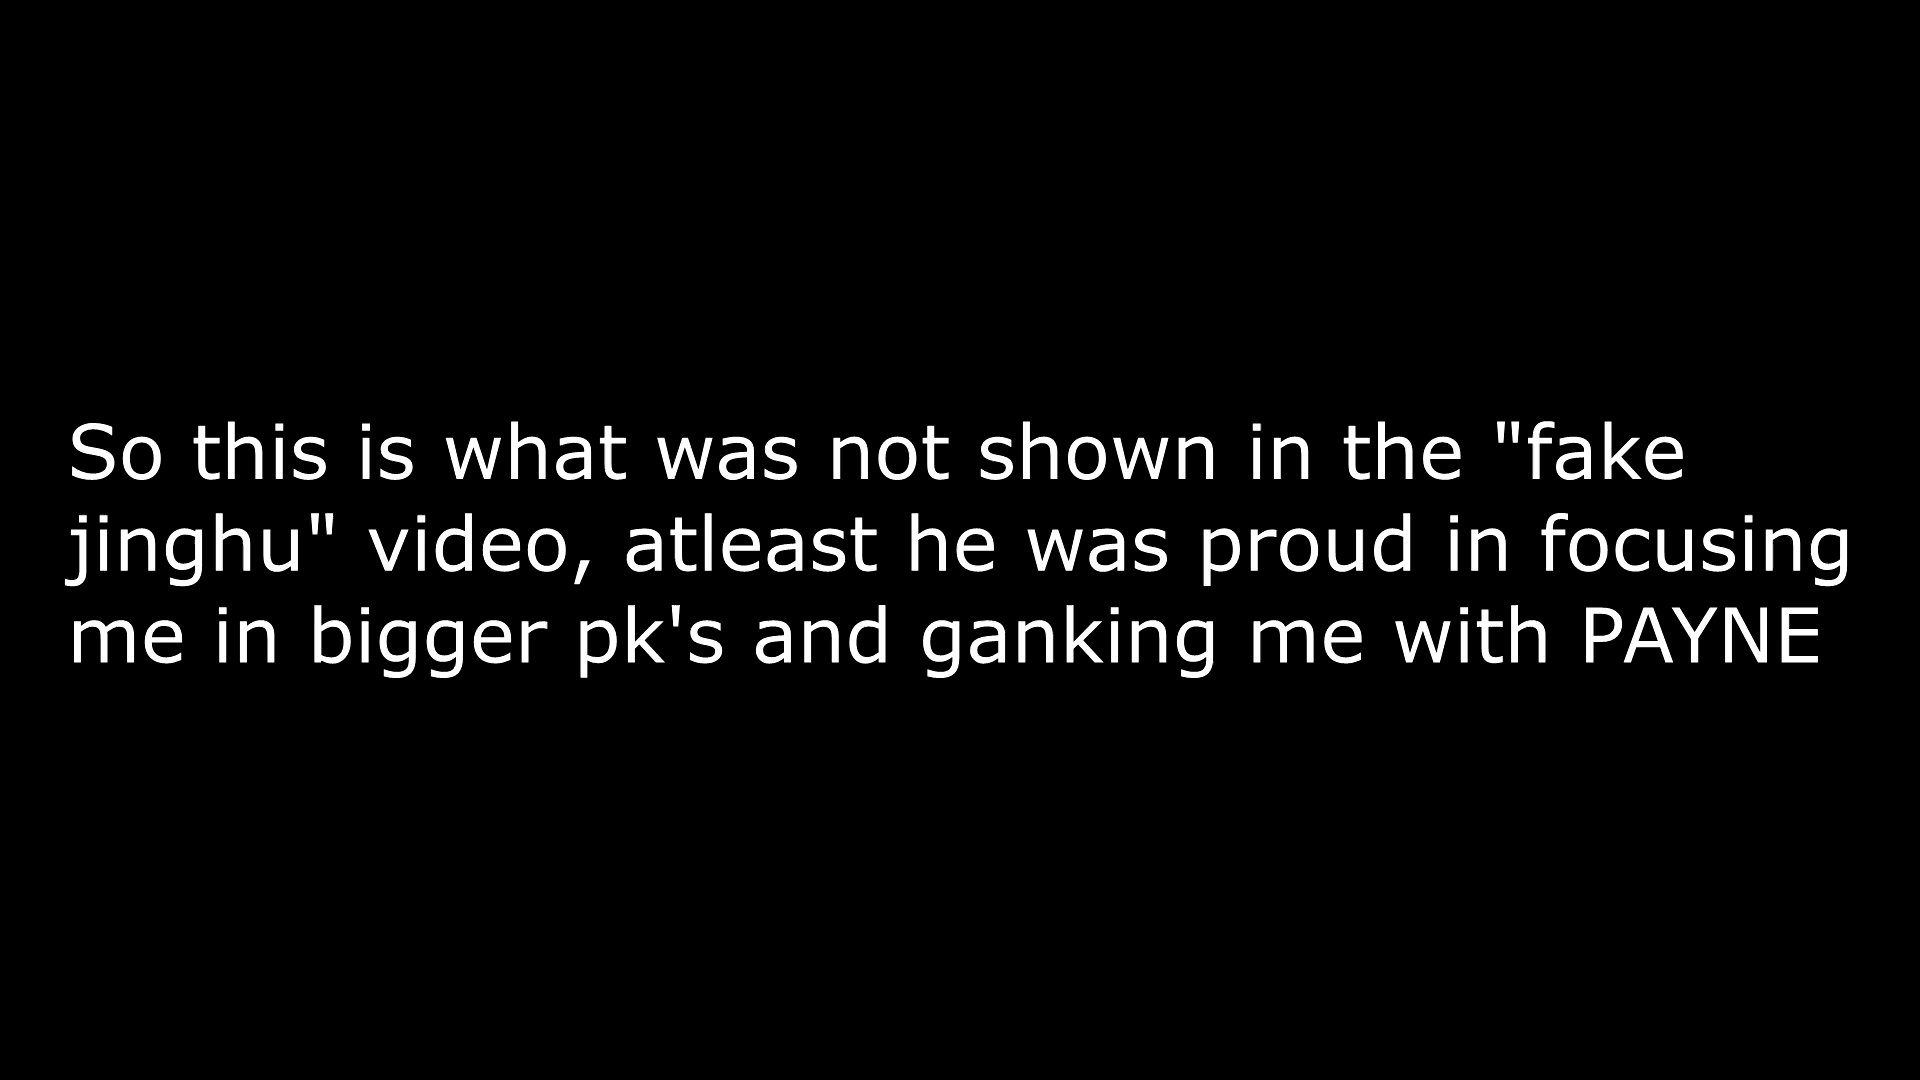 So this is what was not shown in the "fake
jinghu" video, atleast he was proud in focusing
me in bigger pk's and ganking me with PAYNE